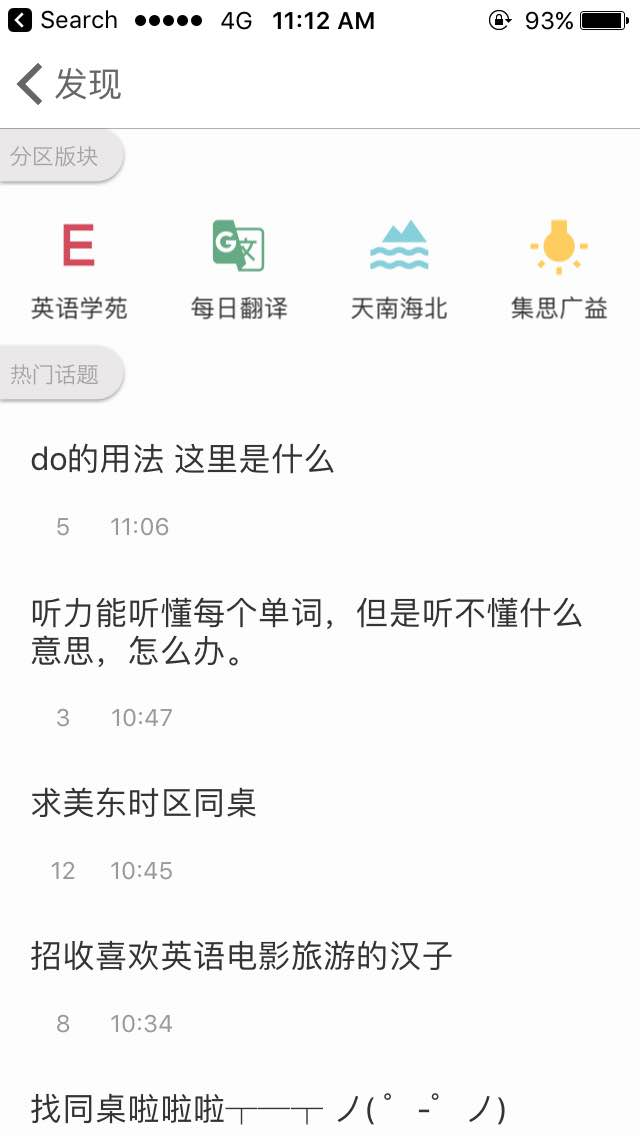 Search 4G 11:12 AM 93%
发现
分区版块
E G 文
英语学苑 每日翻译 天南海北 集思广益
热门话题
do的用法 这里是什么
5 11:06
听力能听懂每个单词，但是听不懂什么
意思，怎么办。
3 10:47
求美东时区同桌
12 10:45
招收喜欢英语电影旅游的汉子
8 10:34
找同桌啦啦啦┬─┬ ノ( ゜-゜ノ)